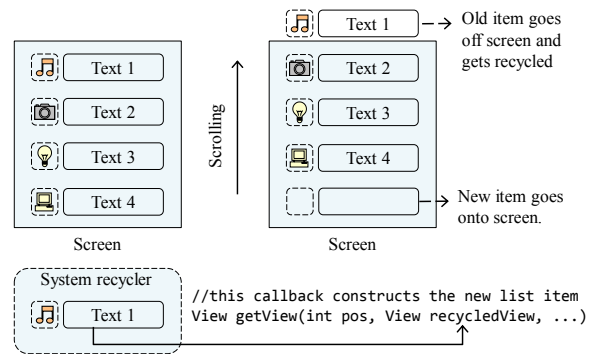 Text 1
Text 2
Text 3
Text 4
Screen
Scrolling
Text 1
Text 2
Text 3
Text 4
Screen
Old item goes
off screen and
gets recycled
New item goes
onto screen.
System recycler
Text 1
//this callback constructs the new list item
View getView(int pos, View recycledView, ...)